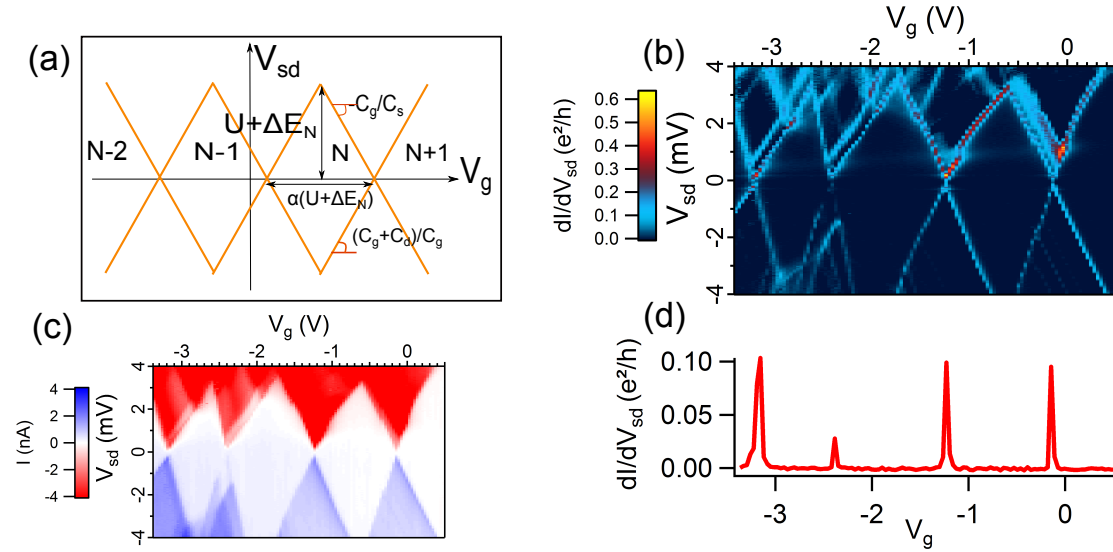 (a)
V_sd
U+ΔE_N
-C_g/C_s
N-2
N-1
N
N+1
V_g
α(U+ΔE_N)
(C_g+C_d)/C_g
(b)
V_g (V)
-3
-2
-1
0
dI/dV_sd (e²/h)
0.6
0.5
0.4
0.3
0.2
0.1
0.0
V_sd (mV)
4
2
0
-2
-4
(c)
V_g (V)
-3
-2
-1
0
I (nA)
4
2
0
-2
-4
V_sd (mV)
4
2
0
-2
-4
(d)
dI/dV_sd (e²/h)
0.10
0.05
0.00
-3
-2
-1
0
V_g